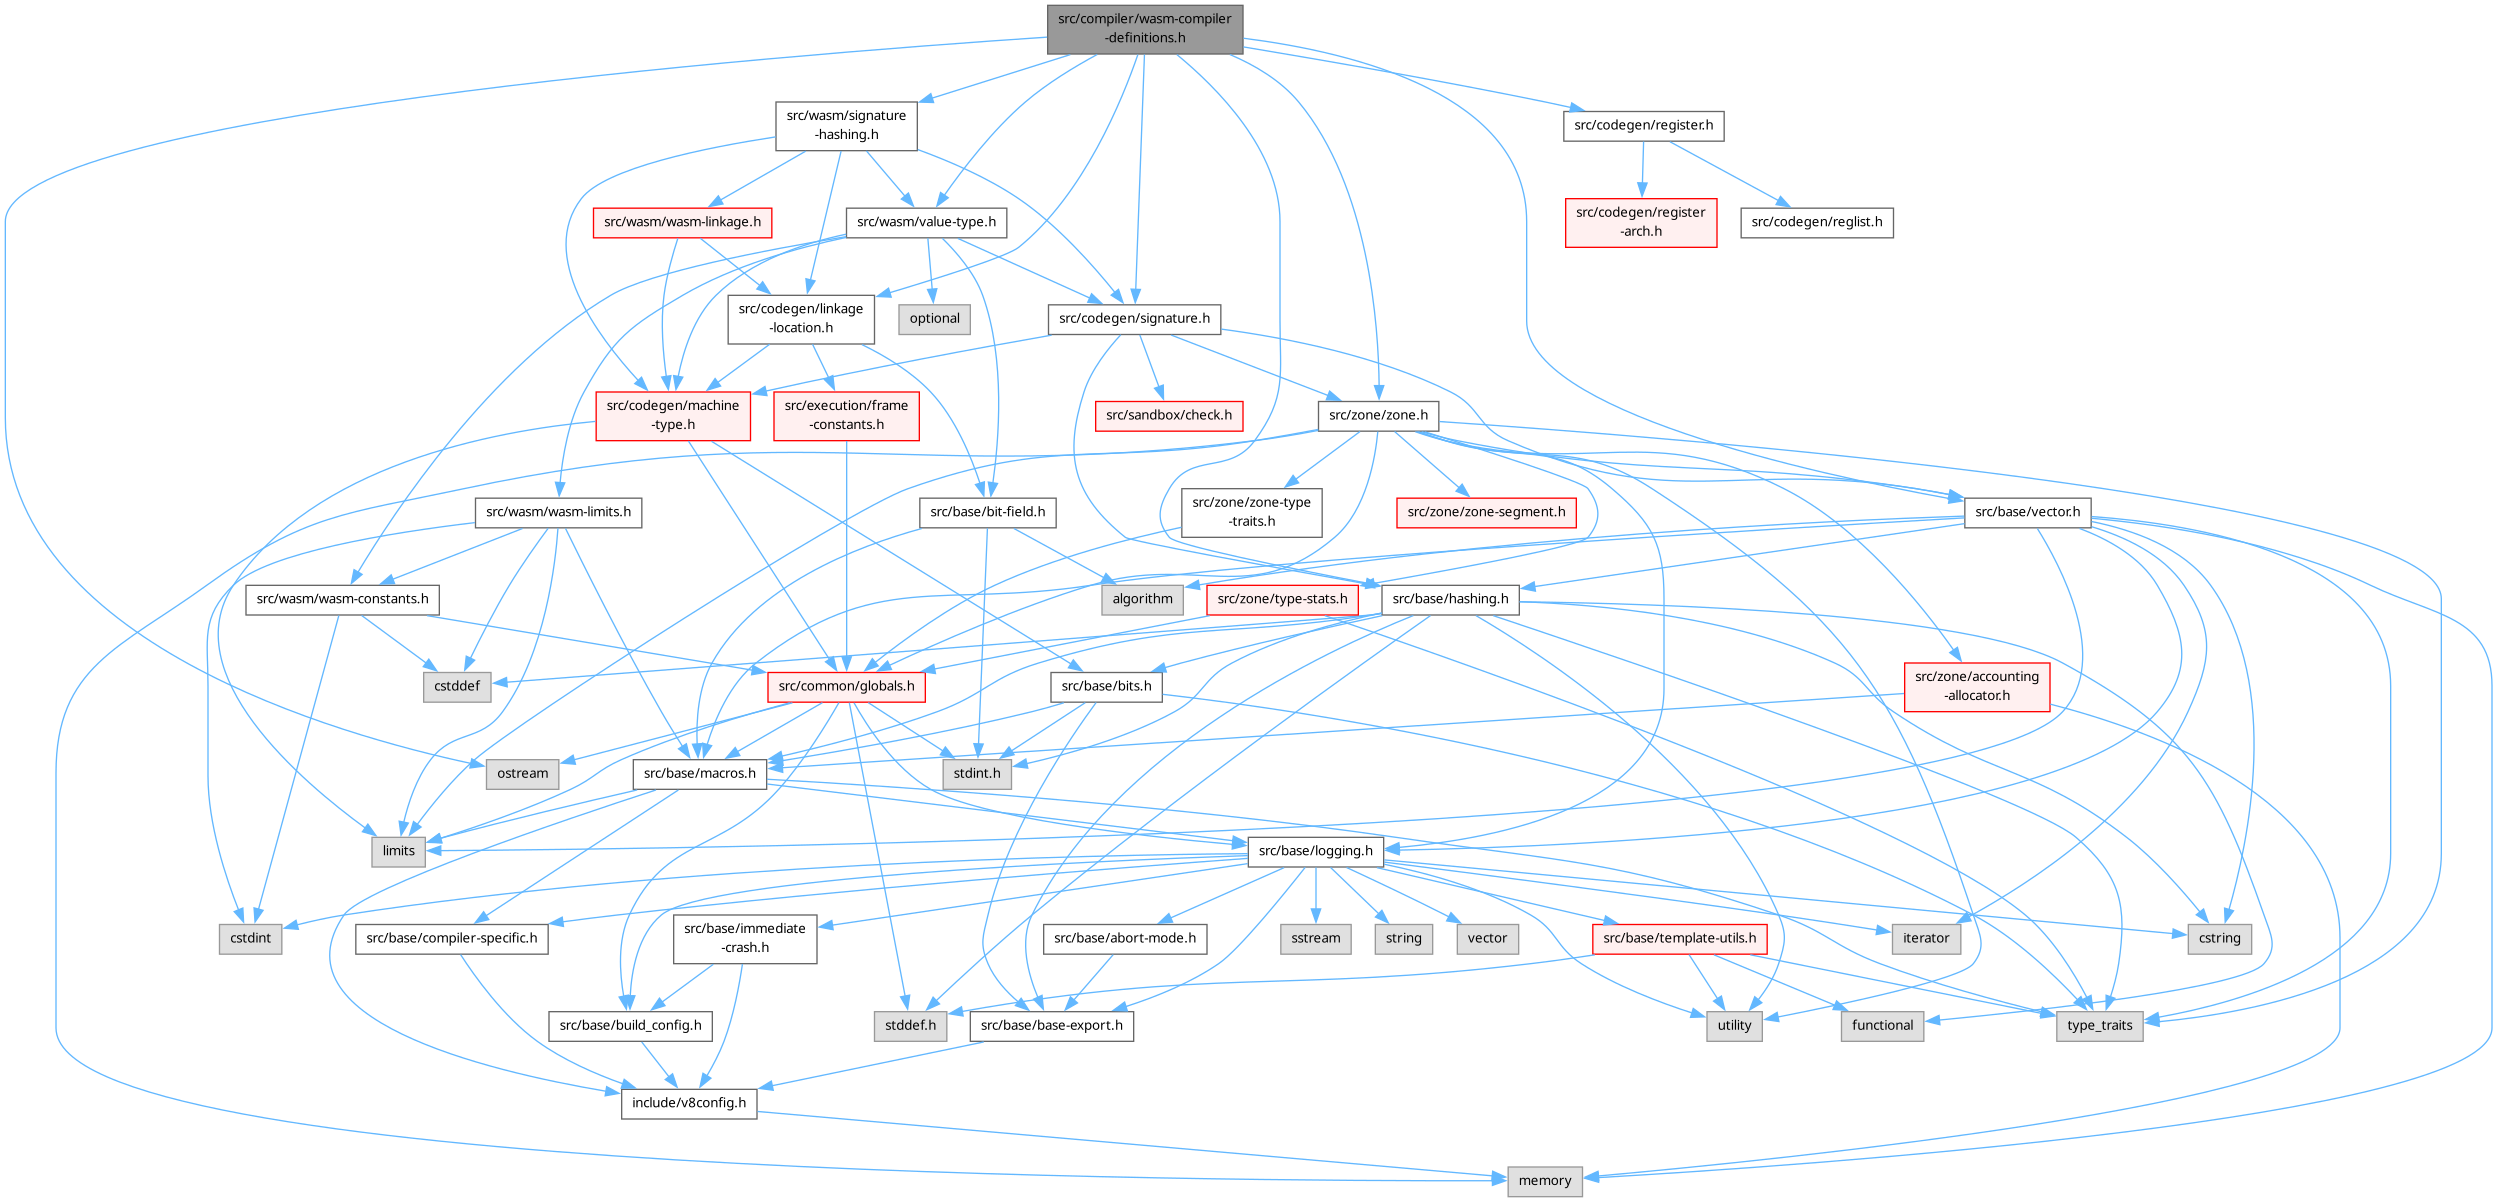 src/compiler/wasm-compiler
-definitions.h
src/wasm/signature
-hashing.h
src/codegen/register.h
src/wasm/wasm-linkage.h
src/wasm/value-type.h
src/codegen/register
-arch.h
src/codegen/reglist.h
src/codegen/linkage
-location.h
optional
src/codegen/signature.h
src/codegen/machine
-type.h
src/execution/frame
-constants.h
src/sandbox/check.h
src/zone/zone.h
src/wasm/wasm-limits.h
src/base/bit-field.h
src/zone/zone-type
-traits.h
src/zone/zone-segment.h
src/base/vector.h
src/wasm/wasm-constants.h
algorithm
src/zone/type-stats.h
src/base/hashing.h
cstddef
src/common/globals.h
src/base/bits.h
src/zone/accounting
-allocator.h
ostream
src/base/macros.h
stdint.h
limits
src/base/logging.h
cstdint
src/base/compiler-specific.h
src/base/immediate
-crash.h
src/base/abort-mode.h
sstream
string
vector
src/base/template-utils.h
iterator
cstring
src/base/build_config.h
stddef.h
src/base/base-export.h
utility
functional
type_traits
include/v8config.h
memory